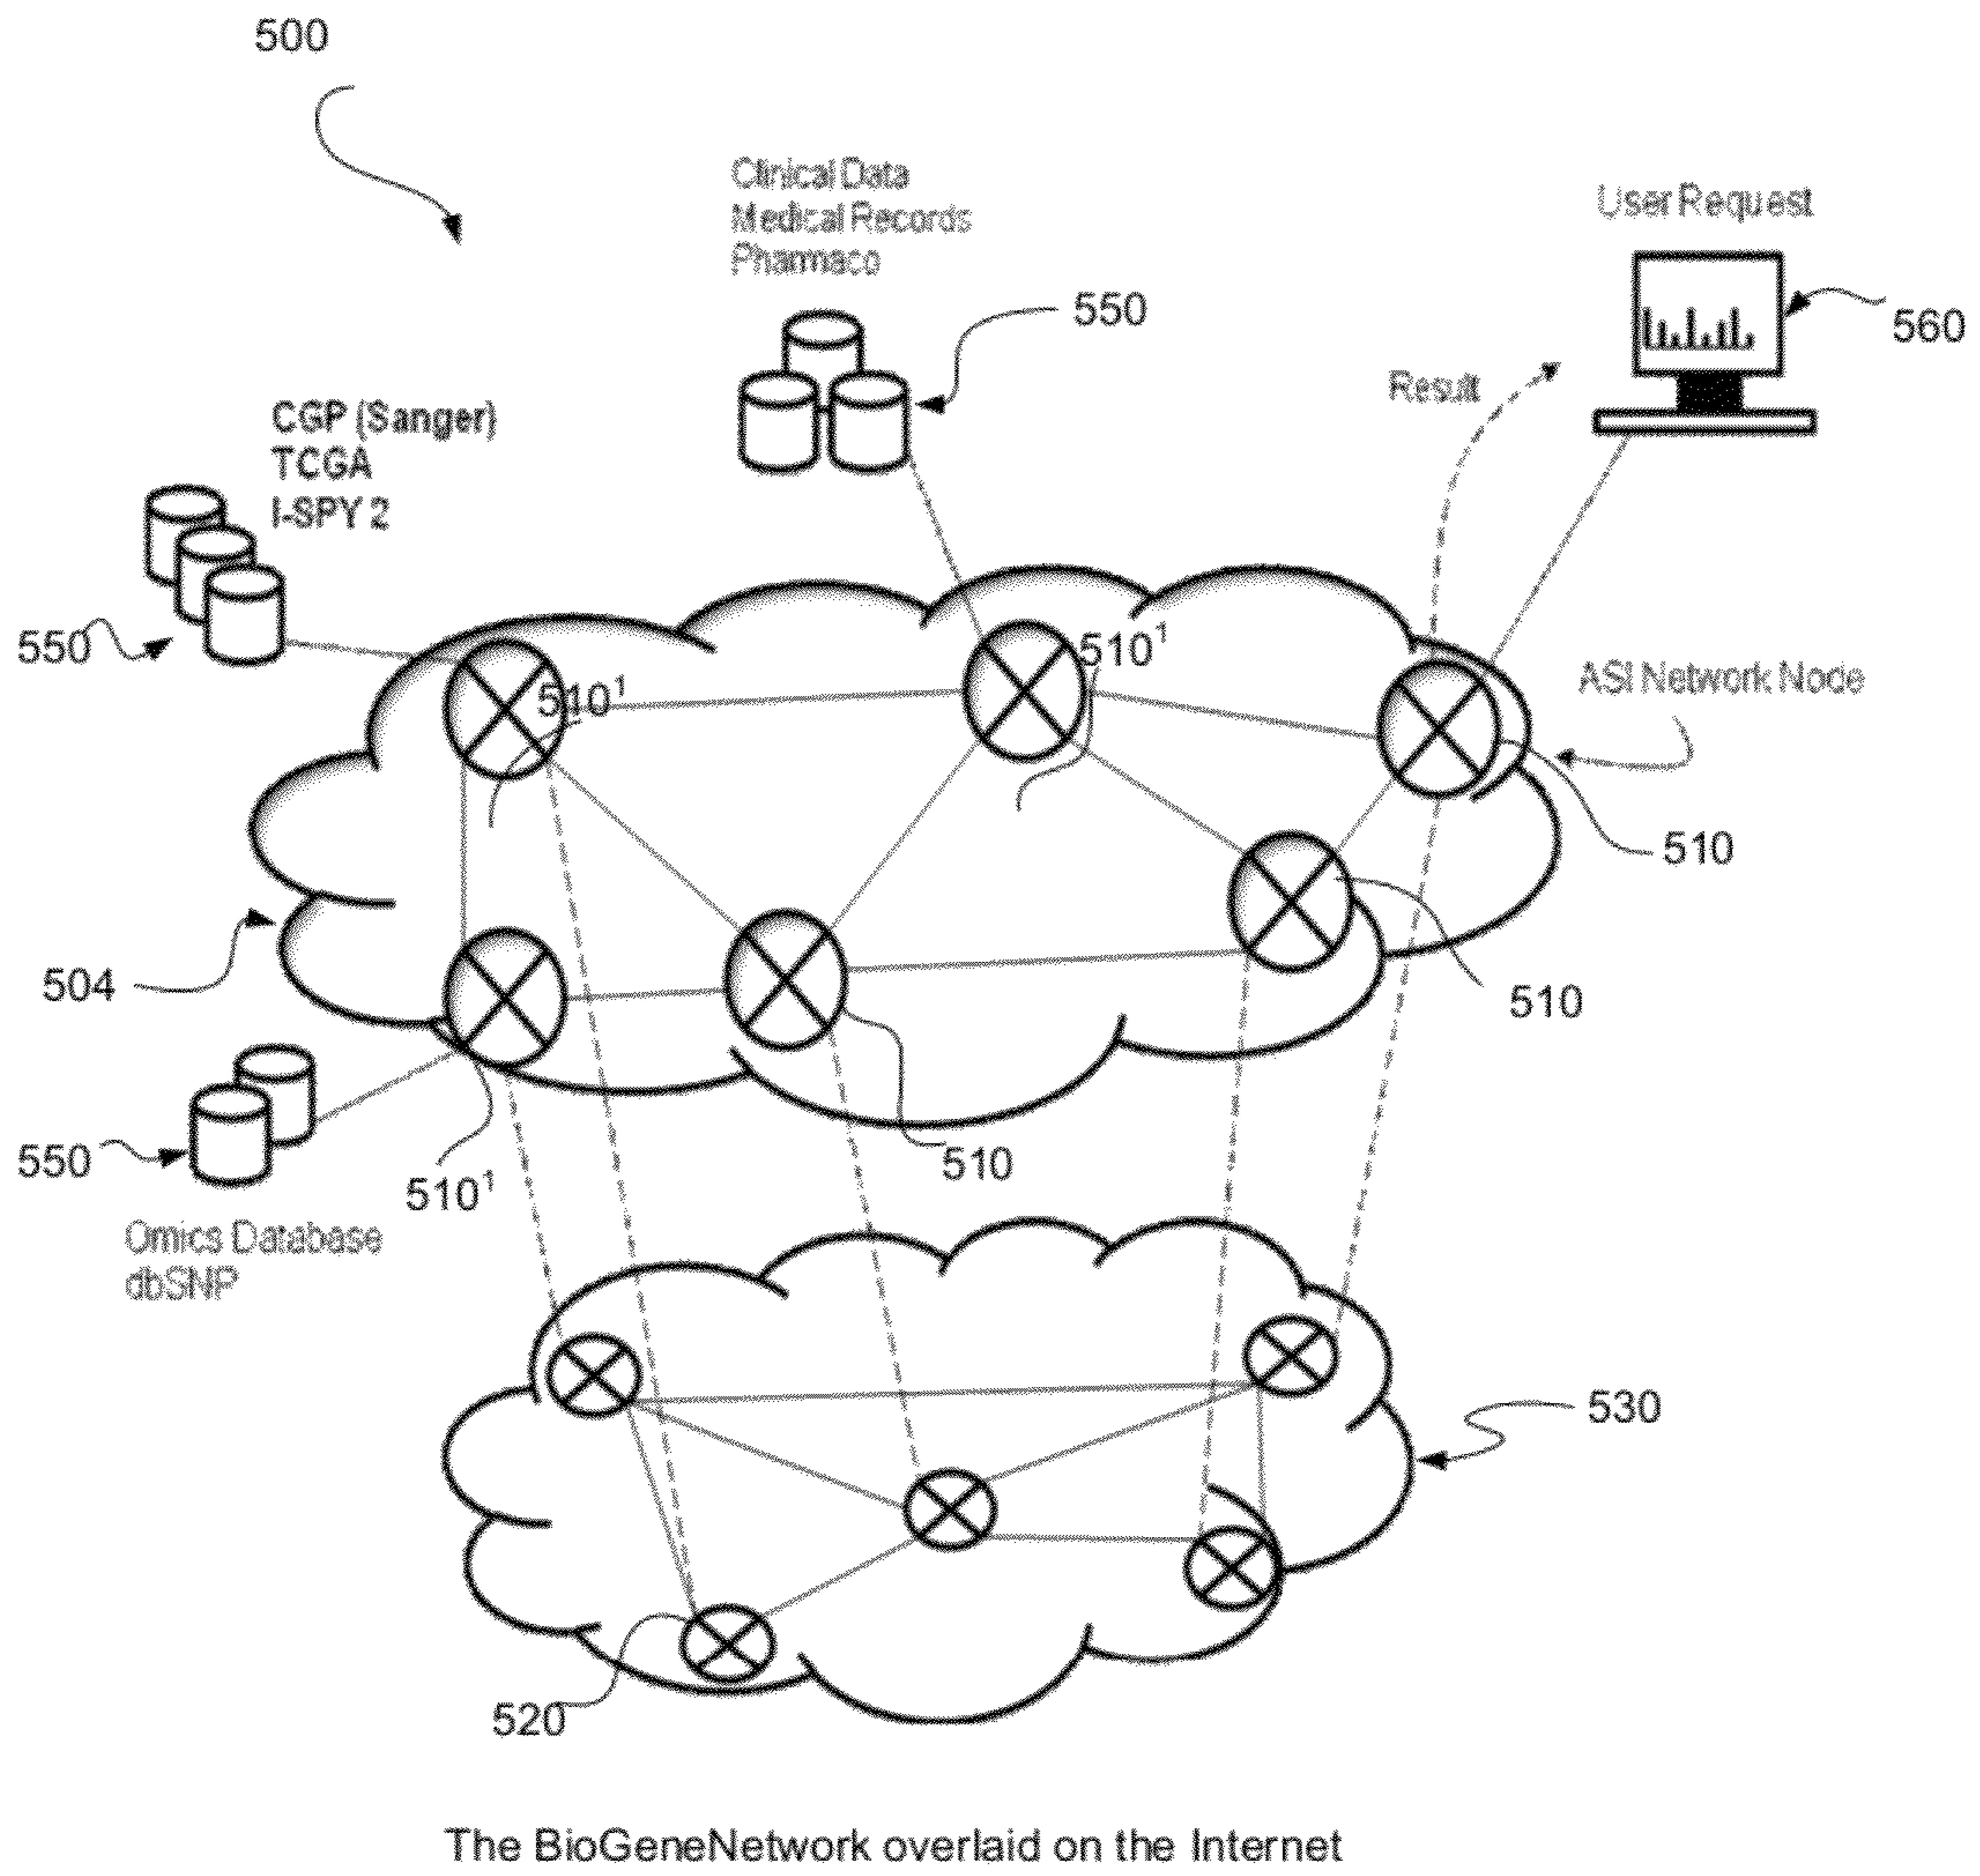 500
Clinical Data
Medical Records
Pharmaco
User Request
550
560
Result
CGP (Sanger)
TCGA
I-SPY 2
550
510¹
510¹
ASI Network Node
510
504
510
550
510¹
510
Omics Database
dbSNP
530
520
The BioGeneNetwork overlaid on the Internet